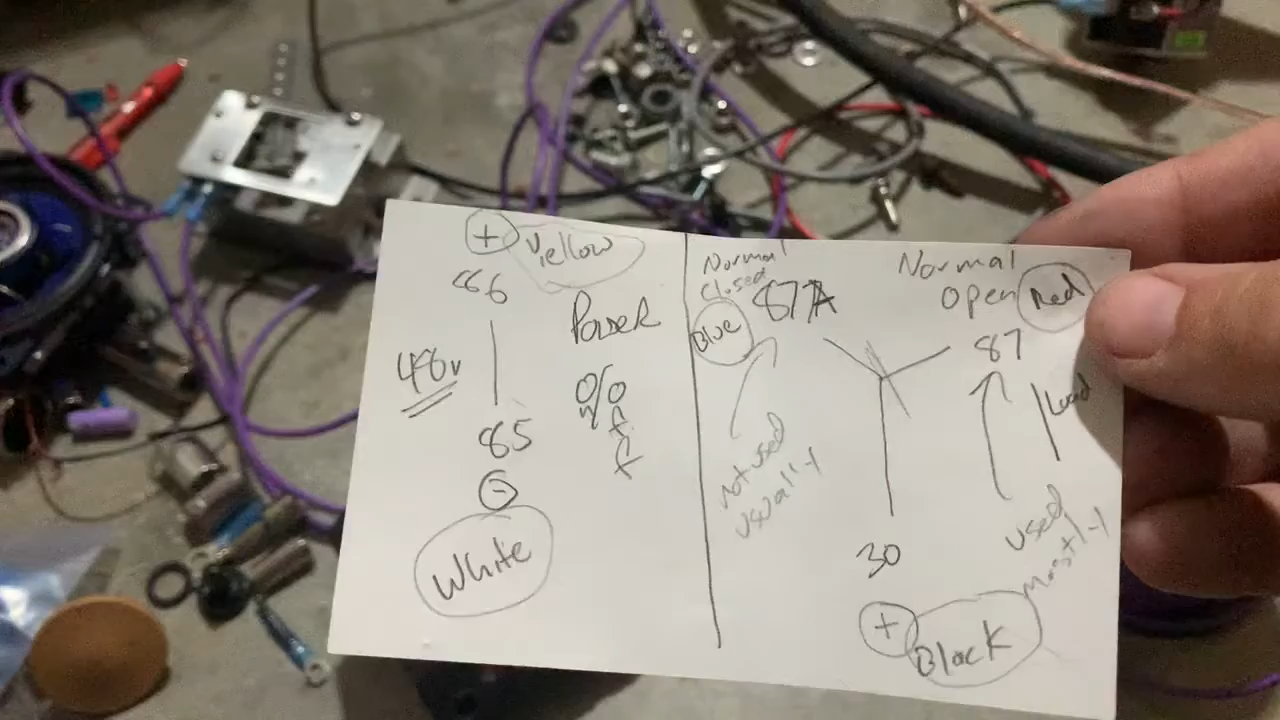 + Yellow
866
Power
48v
O/O
N F
F
85
-
White
Normal
Closed
87A
Blue
not used
usually
Normal
Open Red
87
Load
used
mostly
30
+ Black